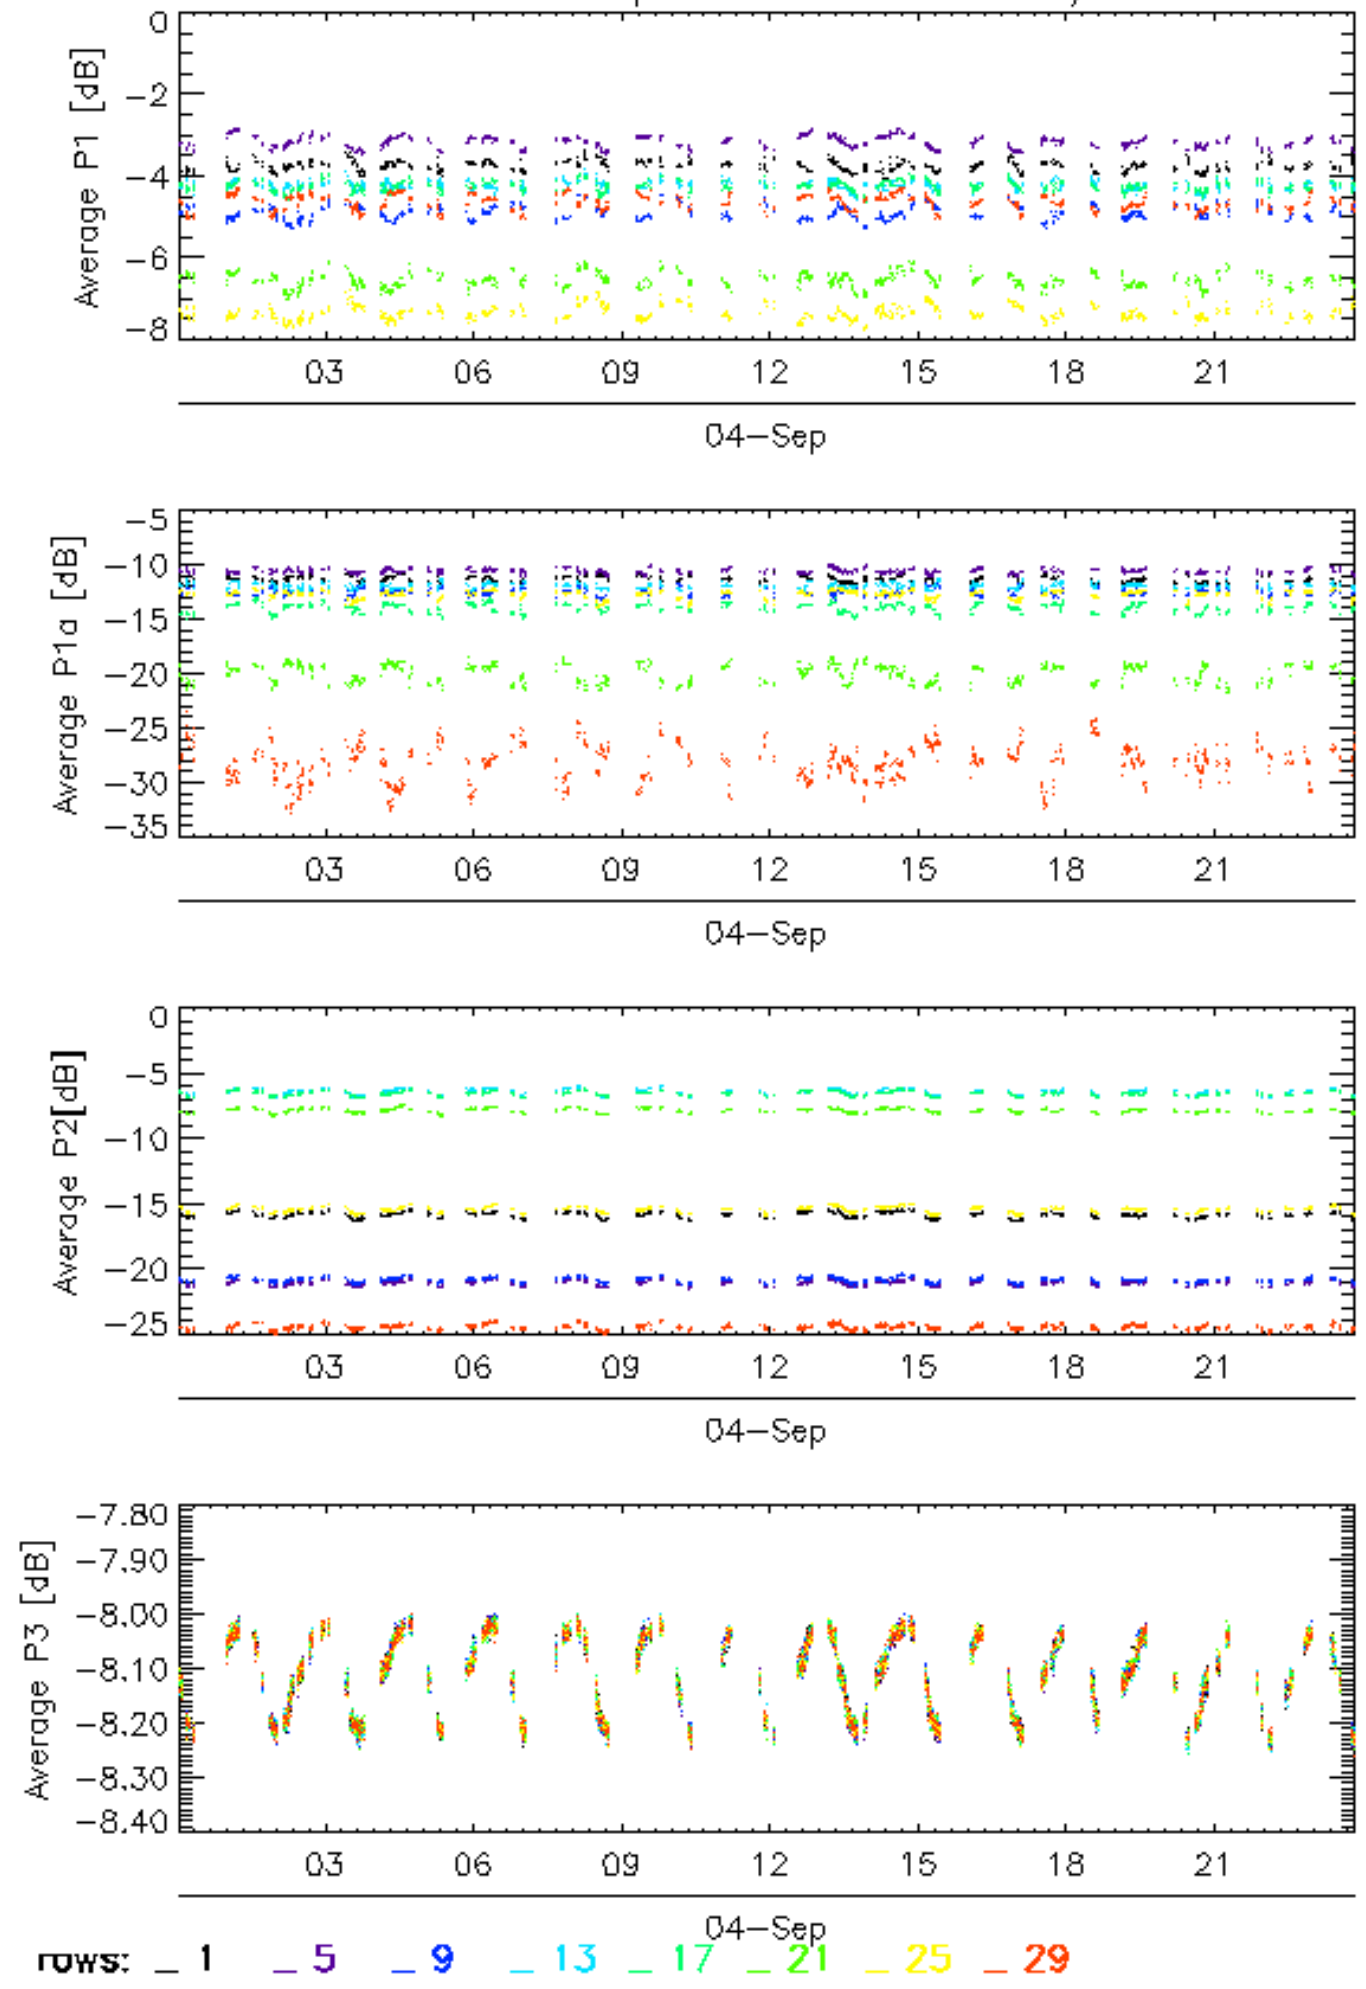 Average P1 [dB]
0
−2
−4
−6
−8
03 06 09 12 15 18 21
04−Sep
Average P1a [dB]
−5
−10
−15
−20
−25
−30
−35
03 06 09 12 15 18 21
04−Sep
Average P2[dB]
0
−5
−10
−15
−20
−25
03 06 09 12 15 18 21
04−Sep
Average P3 [dB]
−7.80
−7.90
−8.00
−8.10
−8.20
−8.30
−8.40
03 06 09 12 15 18 21
04−Sep
rows: _ 1 _ 5 _ 9 _ 13 _ 17 _ 21 _ 25 _ 29